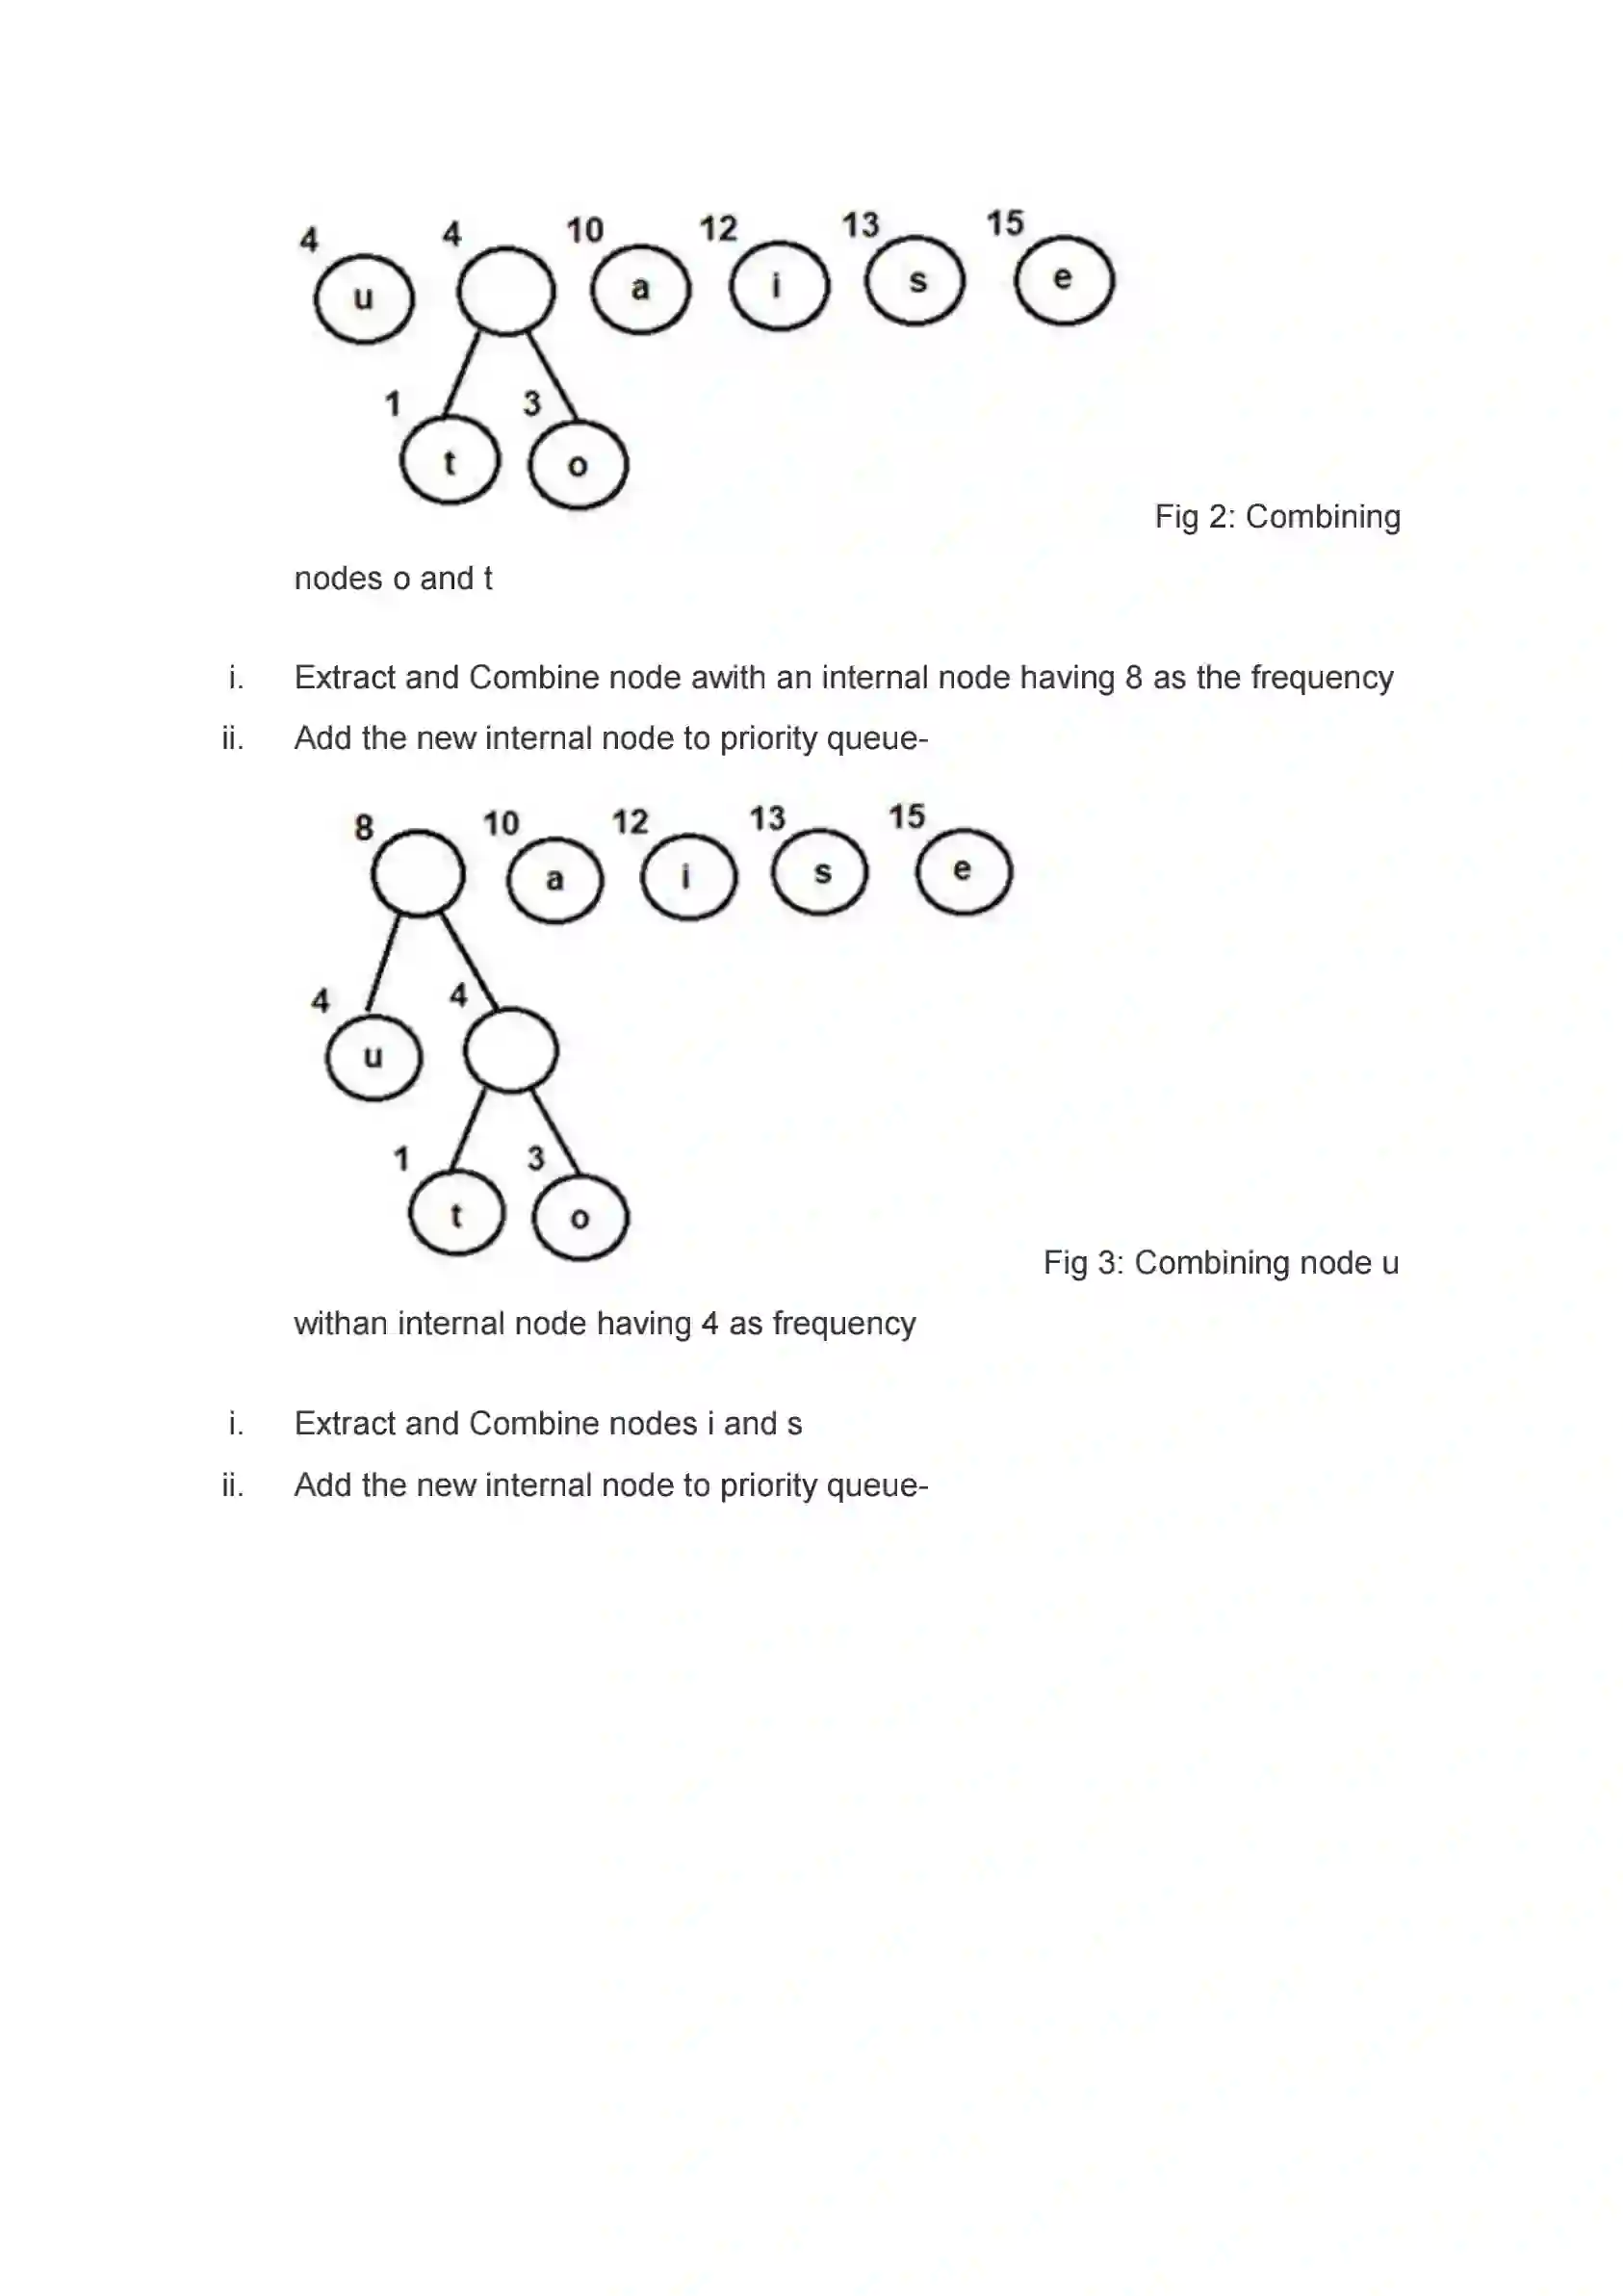 4 4 10 12 13 15
u a i s e
1 3
t o
Fig 2: Combining
nodes o and t
i. Extract and Combine node awith an internal node having 8 as the frequency
ii. Add the new internal node to priority queue-
8 10 12 13 15
a i s e
4 4
u
1 3
t o
Fig 3: Combining node u
withan internal node having 4 as frequency
i. Extract and Combine nodes i and s
ii. Add the new internal node to priority queue-